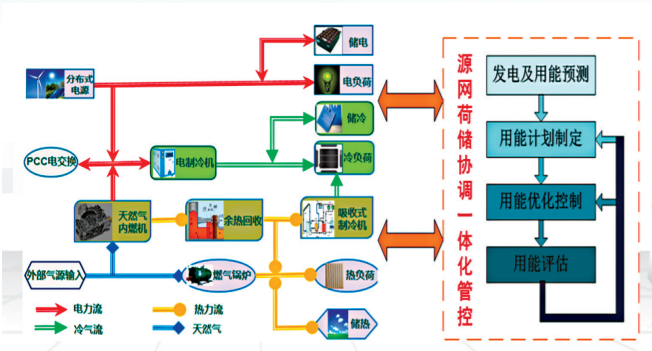 储电
分布式
电源
电负荷
储冷
PCC电交换
电制冷机
冷负荷
天然气
内燃机
余热回收
吸收式
制冷机
外部气源输入
燃气锅炉
热负荷
储热
电力流
热力流
冷气流
天然气
源网荷储协调一体化管控
发电及用能预测
用能计划制定
用能优化控制
用能评估